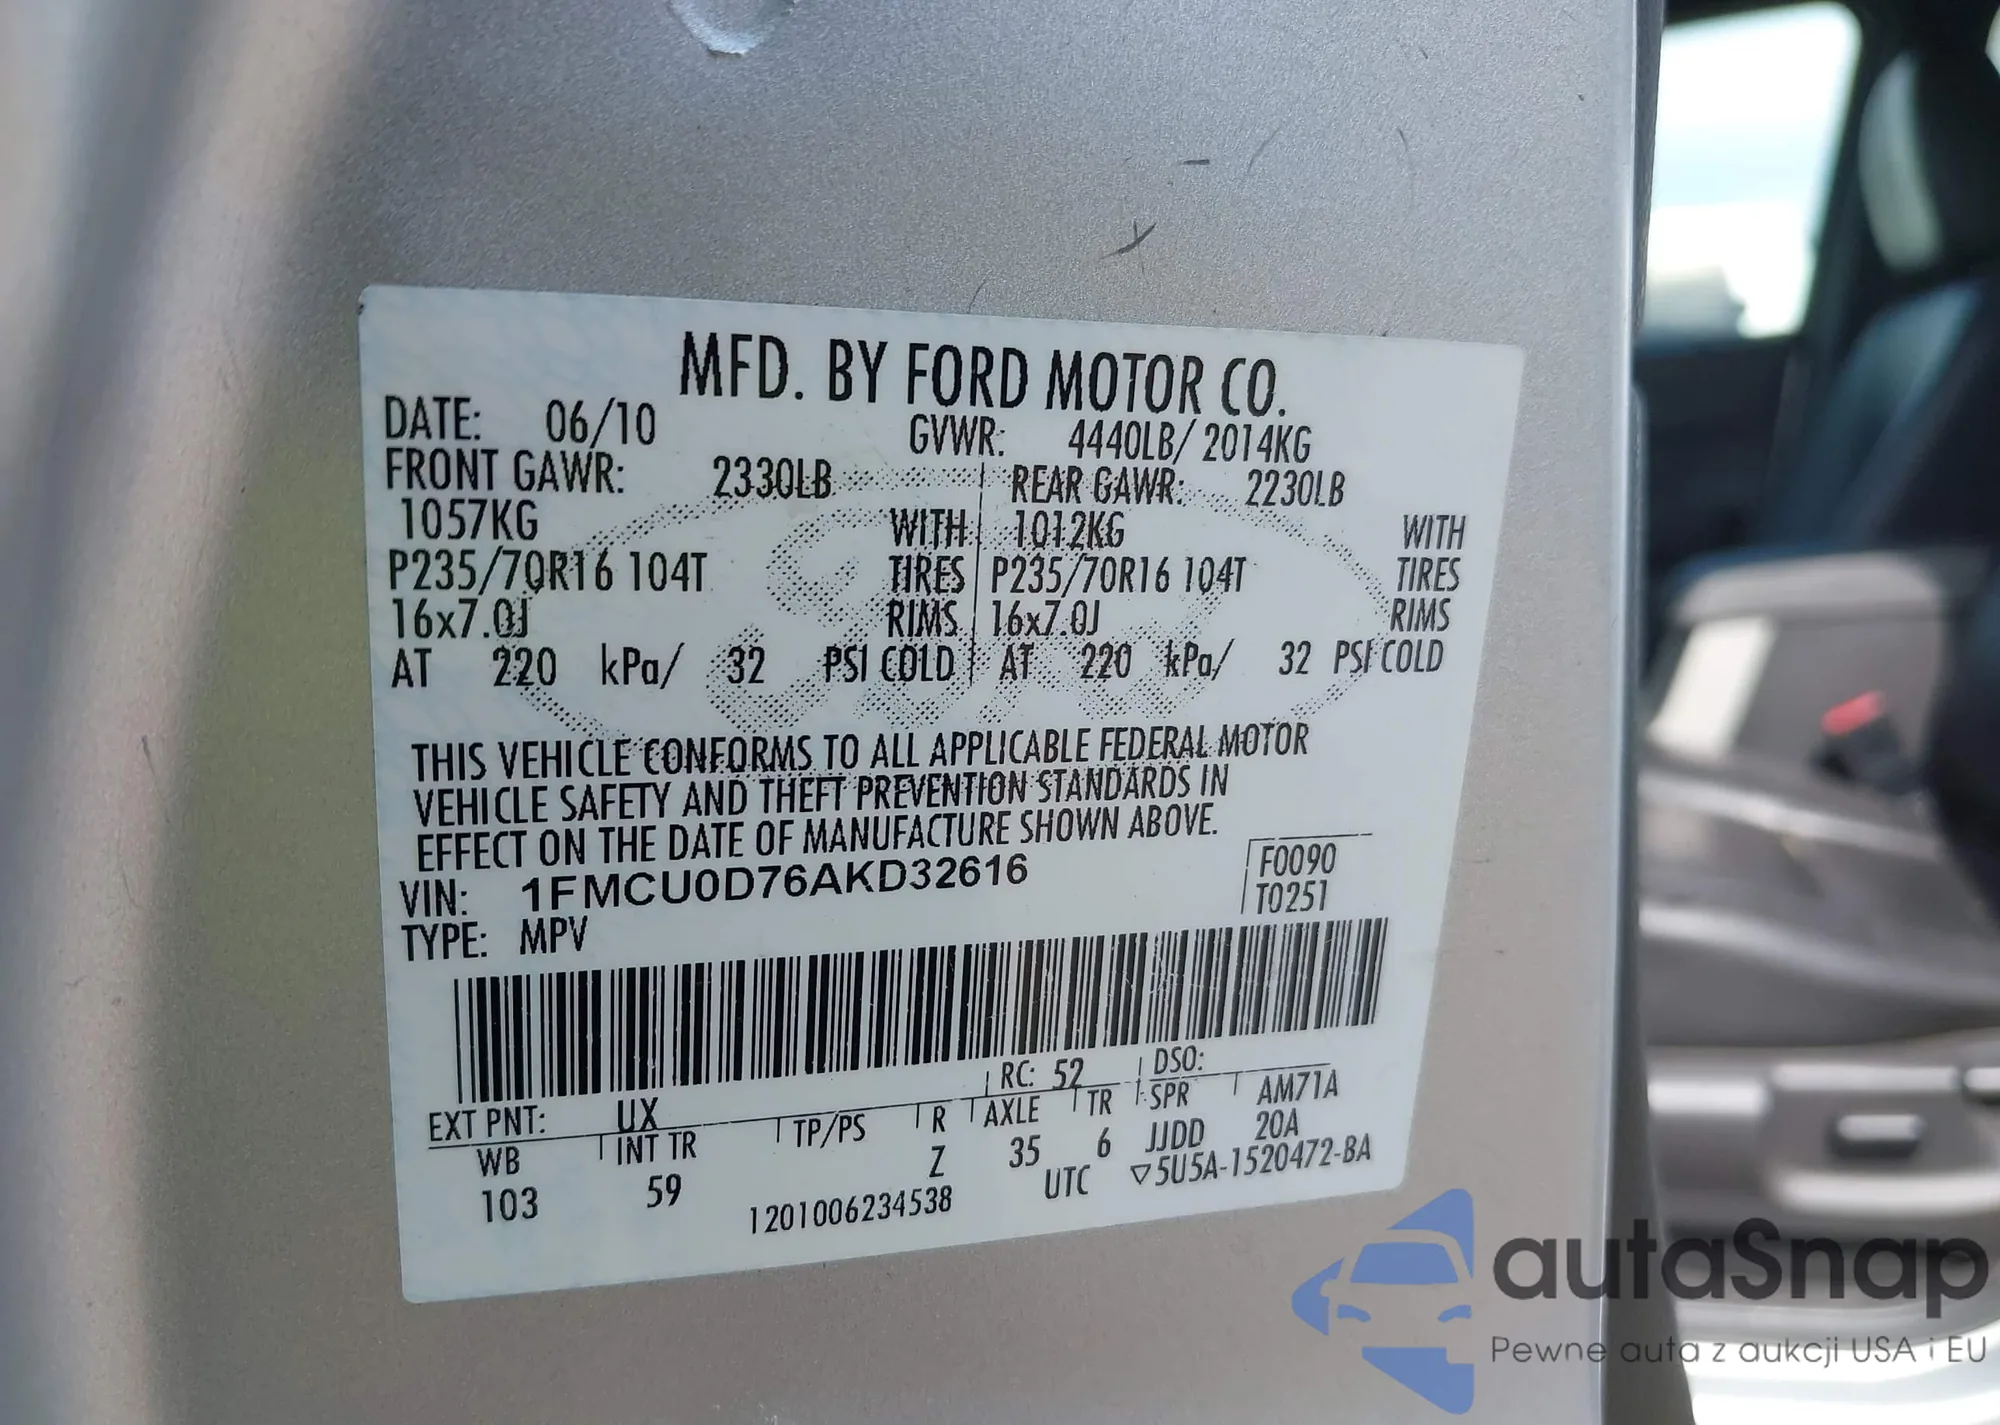 MFD. BY FORD MOTOR CO.
DATE: 06/10 GVWR: 4440LB/ 2014KG
FRONT GAWR: 2330LB REAR GAWR: 2230LB
1057KG WITH 1012KG WITH
P235/70R16 104T TIRES P235/70R16 104T TIRES
16x7.0J RIMS 16x7.0J RIMS
AT 220 kPa/ 32 PSI COLD AT 220 kPa/ 32 PSI COLD
THIS VEHICLE CONFORMS TO ALL APPLICABLE FEDERAL MOTOR
VEHICLE SAFETY AND THEFT PREVENTION STANDARDS IN
EFFECT ON THE DATE OF MANUFACTURE SHOWN ABOVE.
VIN: 1FMCU0D76AKD32616 F0090
TYPE: MPV T0251
EXT PNT: UX RC: 52 DSO:
WB INT TR TP/PS R AXLE TR SPR AM71A
103 59 Z 35 6 JJDD 20A
1201006234538 UTC ▽5U5A-1520472-BA
autaSnap
Pewne auta z aukcji USA i EU